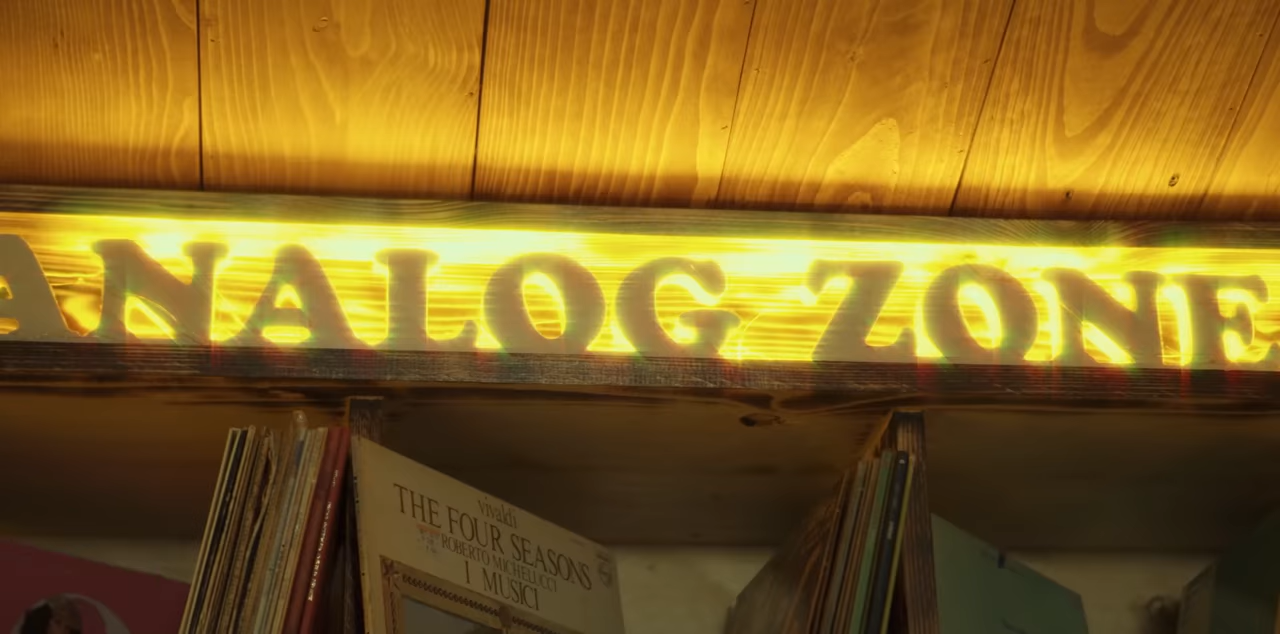 ANALOG ZONE
vivaldi
THE FOUR SEASONS
ROBERTO MICHELUCCI
I MUSICI